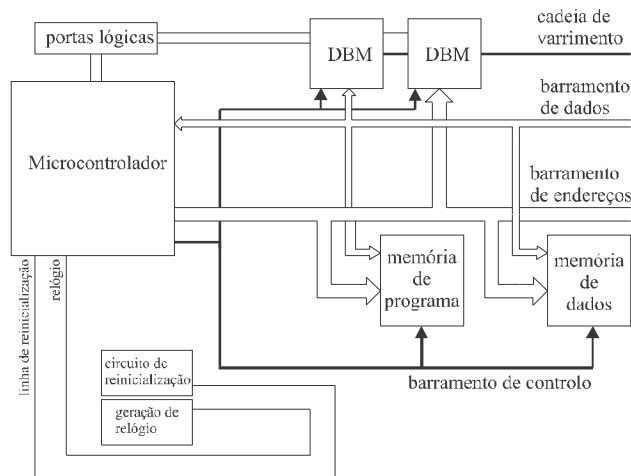 portas lógicas
DBM
DBM
cadeia de
varrimento
barramento
de dados
Microcontrolador
barramento
de endereços
memória
de
programa
memória
de
dados
linha de reinicialização
relógio
circuito de
reinicialização
geração de
relógio
barramento de controlo